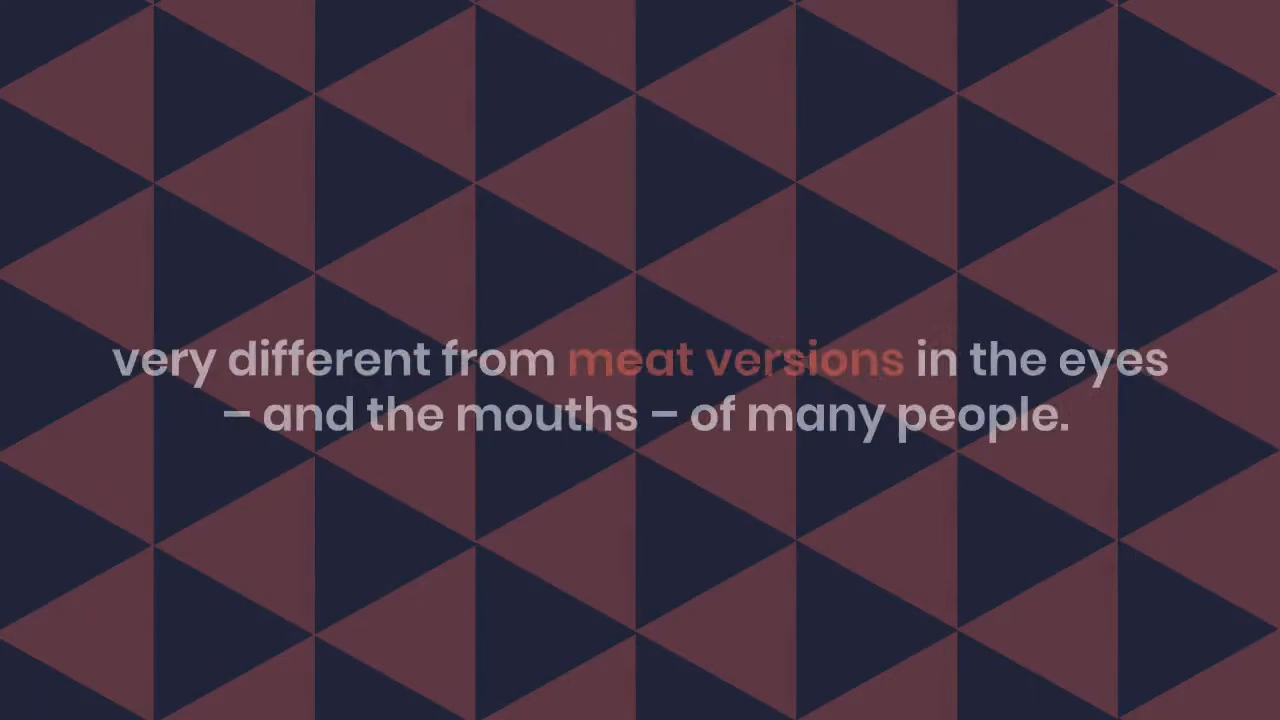 very different from meat versions in the eyes
– and the mouths – of many people.